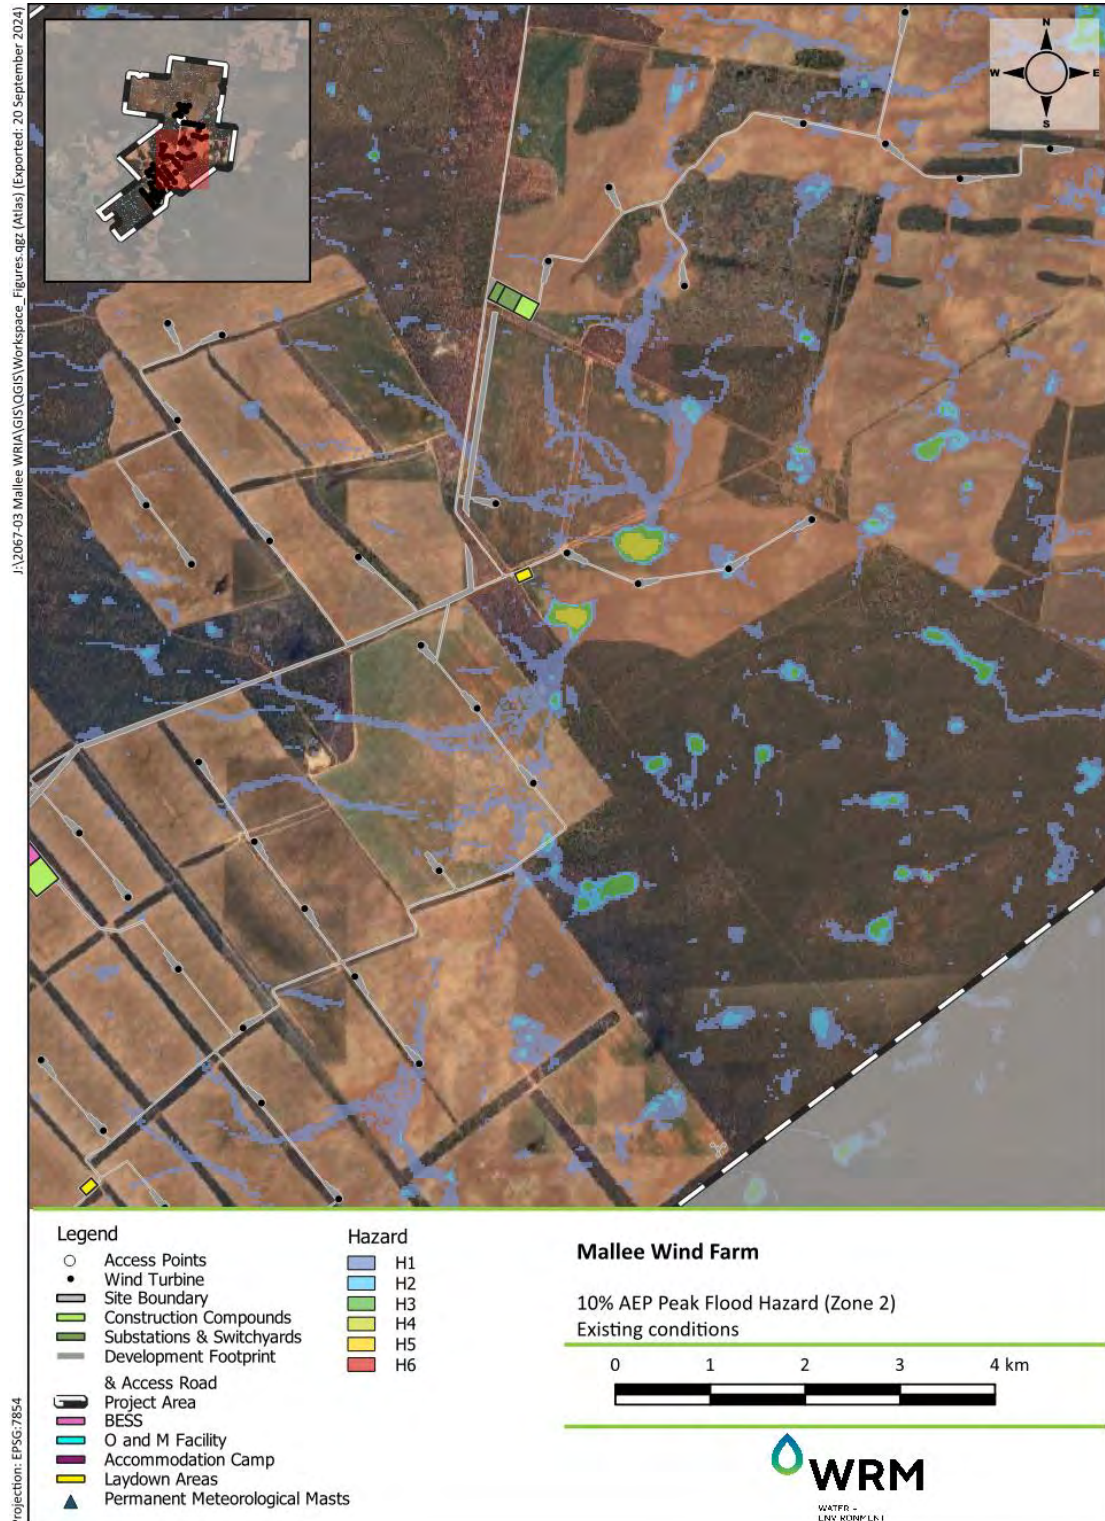 J:\2067-03 Mallee WRIA\GIS\QGIS\Workspace_Figures.qgz (Atlas) (Exported: 20 September 2024)
N
W
E
S
Legend
Access Points
Wind Turbine
Site Boundary
Construction Compounds
Substations & Switchyards
Development Footprint
& Access Road
Project Area
BESS
O and M Facility
Accommodation Camp
Laydown Areas
Permanent Meteorological Masts
Hazard
H1
H2
H3
H4
H5
H6
Mallee Wind Farm
10% AEP Peak Flood Hazard (Zone 2)
Existing conditions
0 1 2 3 4 km
WRM
WATER +
ENVIRONMENT
Projection: EPSG:7854